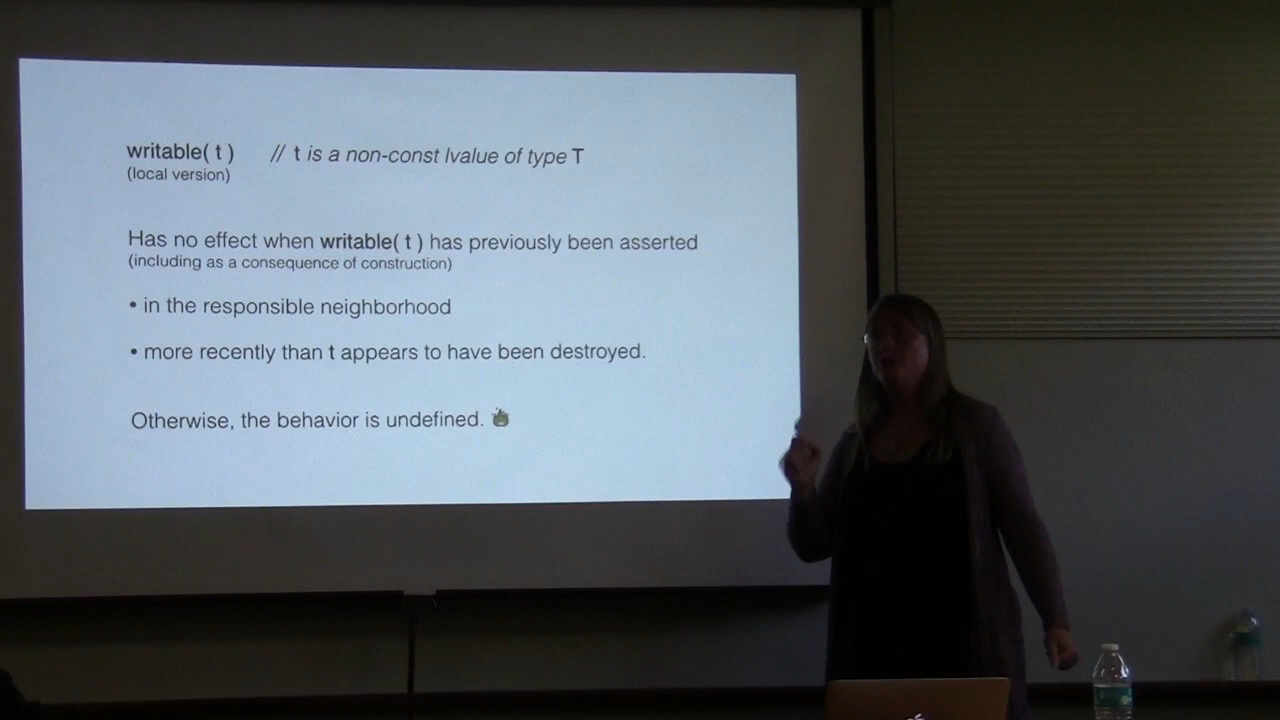 writable( t ) // t is a non-const lvalue of type T
(local version)
Has no effect when writable( t ) has previously been asserted
(including as a consequence of construction)
• in the responsible neighborhood
• more recently than t appears to have been destroyed.
Otherwise, the behavior is undefined.